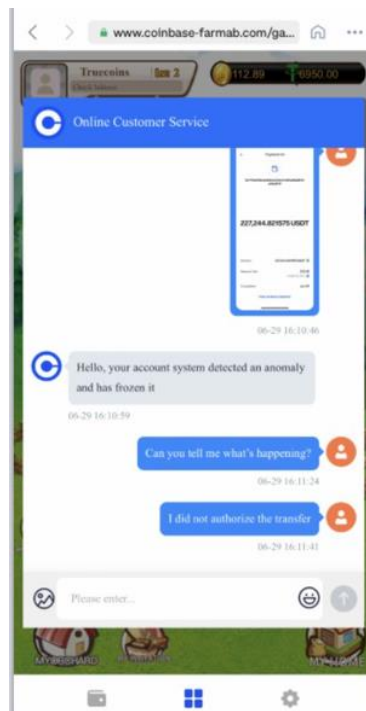 www.coinbase-farmab.com/ga...
Truecoins
112.89
6950.00
Online Customer Service
227,244.821575 USDT
06-29 16:10:46
Hello, your account system detected an anomaly
and has frozen it
06-29 16:10:59
Can you tell me what's happening?
06-29 16:11:24
I did not authorize the transfer
06-29 16:11:41
Please enter...
MY HOME